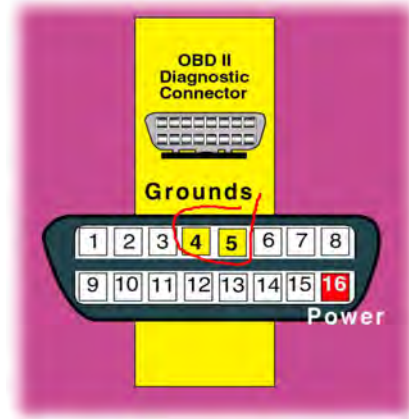 OBD II
Diagnostic
Connector
Grounds
1 2 3 4 5 6 7 8
9 10 11 12 13 14 15 16
Power